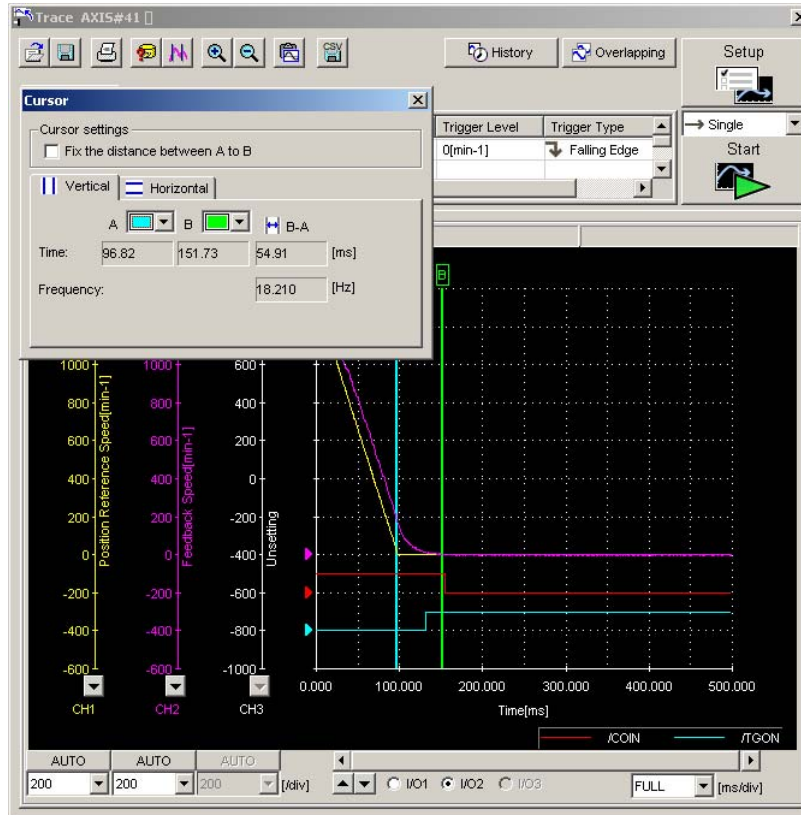 Trace AXIS#41 []
CSV
History
Overlapping
Setup
Cursor
Cursor settings
Fix the distance between A to B
Trigger Level
Trigger Type
0[min-1]
Falling Edge
Single
Start
Vertical
Horizontal
A
B
B-A
Time:
96.82
151.73
54.91
[ms]
Frequency:
18.210
[Hz]
B
1000
1000
600
800
800
400
600
600
200
400
400
0
200
200
-200
0
0
-400
-200
-200
-600
-400
-400
-800
-600
-600
-1000
Position Reference Speed[min-1]
Feedback Speed[min-1]
Unsetting
CH1
CH2
CH3
0.000
100.000
200.000
300.000
400.000
500.000
Time[ms]
/COIN
/TGON
AUTO
AUTO
AUTO
200
200
200
[/div]
I/O1
I/O2
I/O3
FULL
[ms/div]